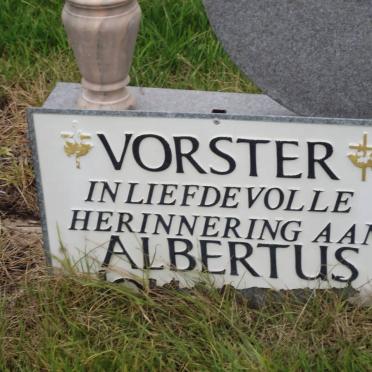 VORSTER
IN LIEFDEVOLLE
HERINNERING AAN
ALBERTUS